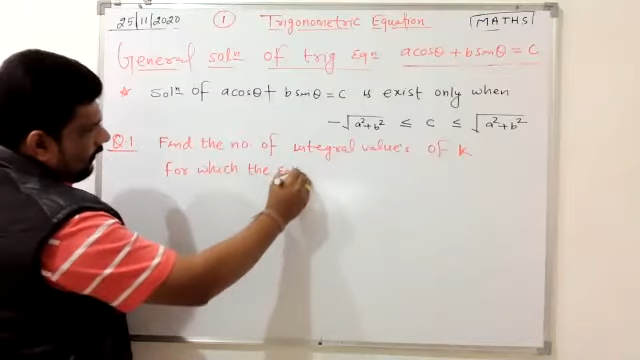 25/11/2020 1 Trigonometric Equation MATHS
General solⁿ of trig Eqⁿ acosθ + bsinθ = C
* Solⁿ of acosθ + bsinθ = c is exist only when
-√a²+b² ≤ c ≤ √a²+b²
Q.1 Find the no. of integral value's of k
for which the